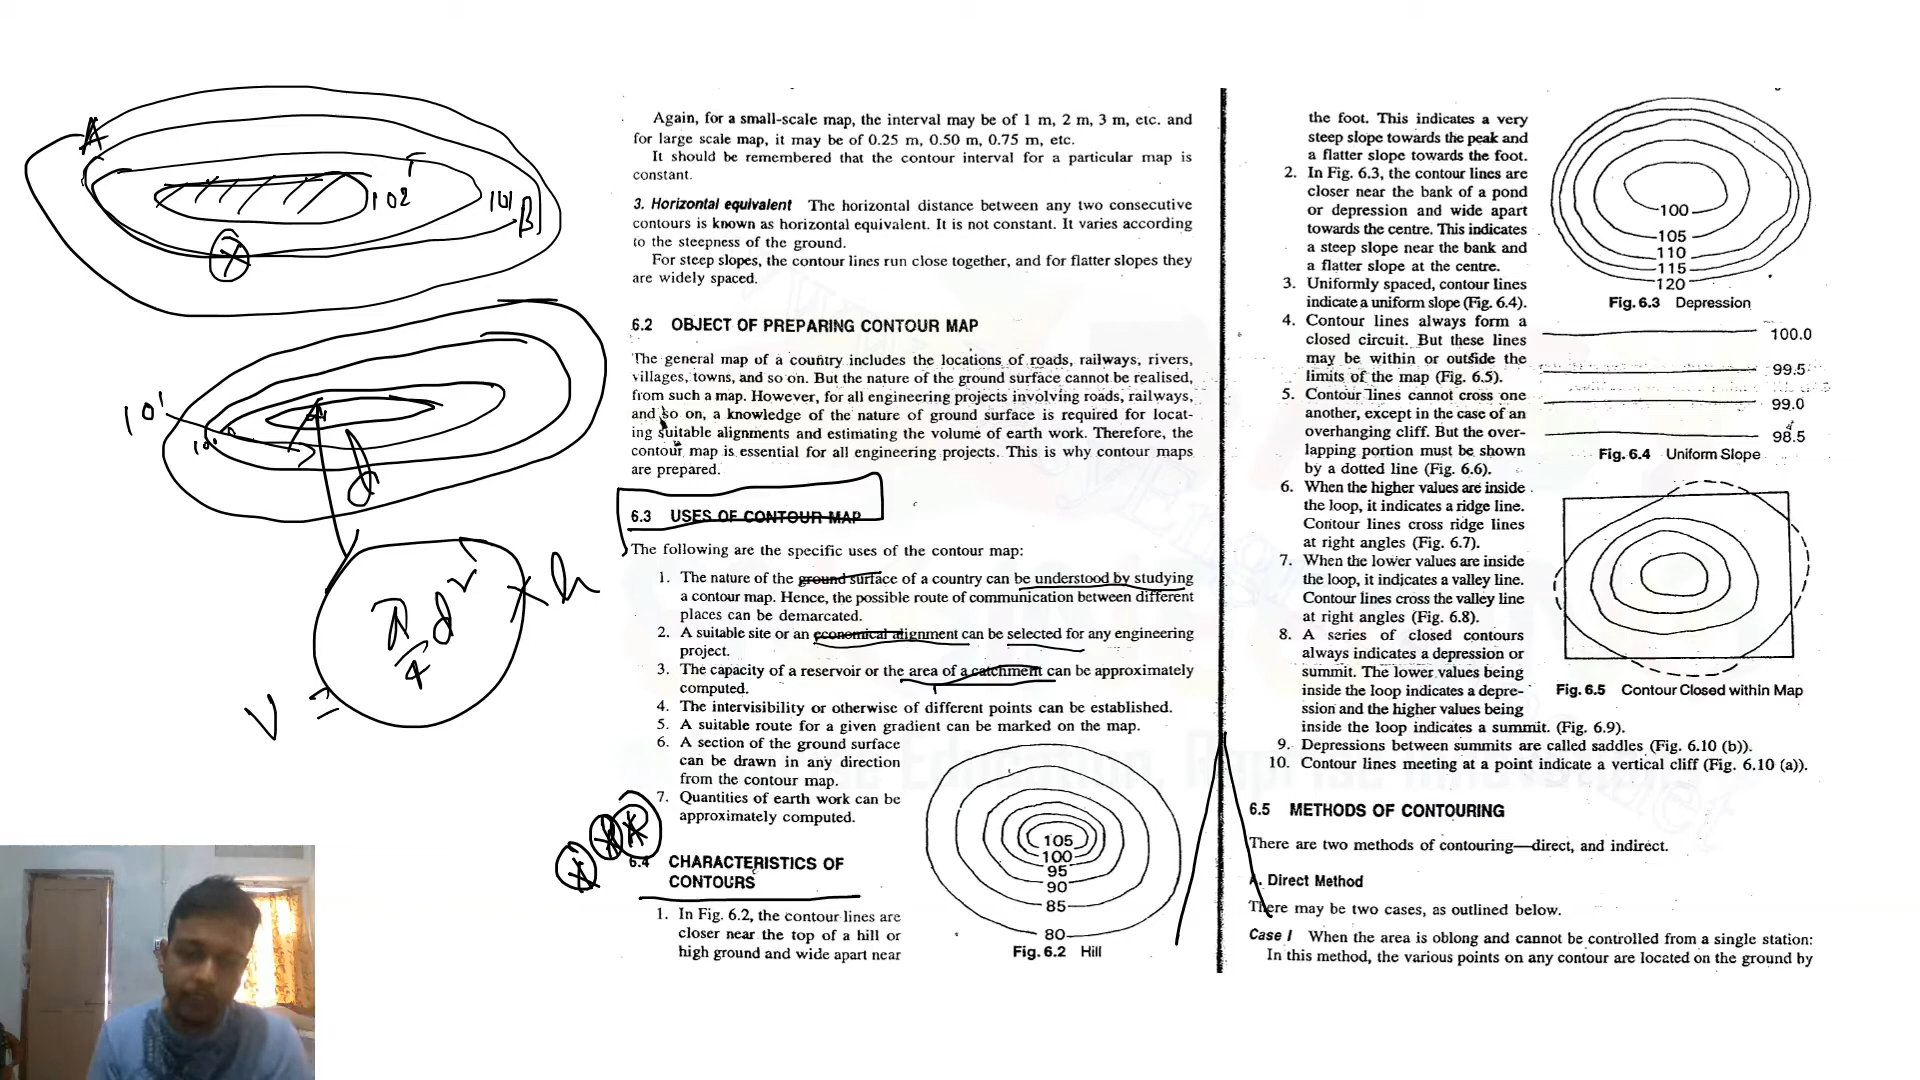 A
102
101
B
101
100
d
π/4 d² × h
V =
Again, for a small-scale map, the interval may be of 1 m, 2 m, 3 m, etc. and
for large scale map, it may be of 0.25 m, 0.50 m, 0.75 m, etc.
It should be remembered that the contour interval for a particular map is
constant.
3. Horizontal equivalent The horizontal distance between any two consecutive
contours is known as horizontal equivalent. It is not constant. It varies according
to the steepness of the ground.
For steep slopes, the contour lines run close together, and for flatter slopes they
are widely spaced.
6.2 OBJECT OF PREPARING CONTOUR MAP
The general map of a country includes the locations of roads, railways, rivers,
villages, towns, and so on. But the nature of the ground surface cannot be realised,
from such a map. However, for all engineering projects involving roads, railways,
and so on, a knowledge of the nature of ground surface is required for locat-
ing suitable alignments and estimating the volume of earth work. Therefore, the
contour map is essential for all engineering projects. This is why contour maps
are prepared.
6.3 USES OF CONTOUR MAP
The following are the specific uses of the contour map:
1. The nature of the ground surface of a country can be understood by studying
a contour map. Hence, the possible route of communication between different
places can be demarcated.
2. A suitable site or an economical alignment can be selected for any engineering
project.
3. The capacity of a reservoir or the area of a catchment can be approximately
computed.
4. The intervisibility or otherwise of different points can be established.
5. A suitable route for a given gradient can be marked on the map.
6. A section of the ground surface
can be drawn in any direction
from the contour map.
7. Quantities of earth work can be
approximately computed.
6.4 CHARACTERISTICS OF
CONTOURS
1. In Fig. 6.2, the contour lines are
closer near the top of a hill or
high ground and wide apart near
105
100
95
90
85
80
Fig. 6.2 Hill
the foot. This indicates a very
steep slope towards the peak and
a flatter slope towards the foot.
2. In Fig. 6.3, the contour lines are
closer near the bank of a pond
or depression and wide apart
towards the centre. This indicates
a steep slope near the bank and
a flatter slope at the centre.
3. Uniformly spaced, contour lines
indicate a uniform slope (Fig. 6.4).
4. Contour lines always form a
closed circuit. But these lines
may be within or outside the
limits of the map (Fig. 6.5).
5. Contour lines cannot cross one
another, except in the case of an
overhanging cliff. But the over-
lapping portion must be shown
by a dotted line (Fig. 6.6).
6. When the higher values are inside
the loop, it indicates a ridge line.
Contour lines cross ridge lines
at right angles (Fig. 6.7).
7. When the lower values are inside
the loop, it indicates a valley line.
Contour lines cross the valley line
at right angles (Fig. 6.8).
8. A series of closed contours
always indicates a depression or
summit. The lower values being
inside the loop indicates a depre-
ssion and the higher values being
inside the loop indicates a summit. (Fig. 6.9).
9. Depressions between summits are called saddles (Fig. 6.10 (b)).
10. Contour lines meeting at a point indicate a vertical cliff (Fig. 6.10 (a)).
100
105
110
115
120
Fig. 6.3 Depression
100.0
99.5
99.0
98.5
Fig. 6.4 Uniform Slope
Fig. 6.5 Contour Closed within Map
6.5 METHODS OF CONTOURING
There are two methods of contouring—direct, and indirect.
A. Direct Method
There may be two cases, as outlined below.
Case I When the area is oblong and cannot be controlled from a single station:
In this method, the various points on any contour are located on the ground by